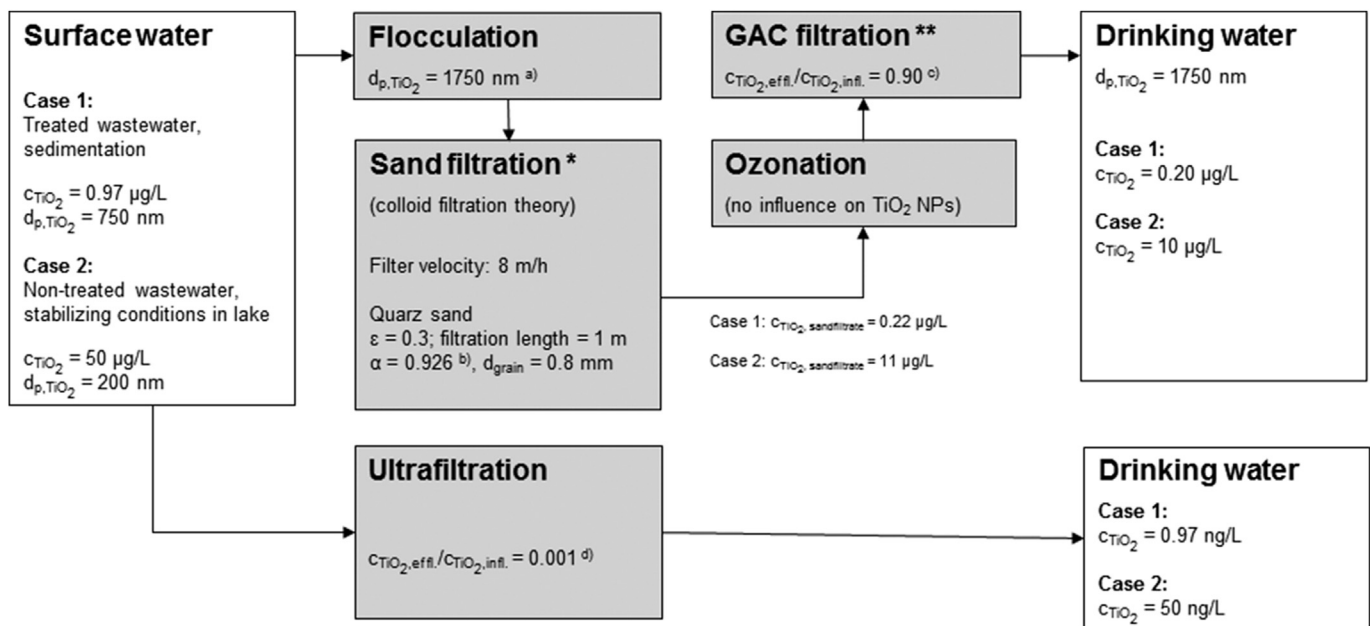 Surface water
Case 1:
Treated wastewater,
sedimentation
cTiO₂ = 0.97 µg/L
dp,TiO₂ = 750 nm
Case 2:
Non-treated wastewater,
stabilizing conditions in lake
cTiO₂ = 50 µg/L
dp,TiO₂ = 200 nm
Flocculation
dp,TiO₂ = 1750 nm a)
Sand filtration *
(colloid filtration theory)
Filter velocity: 8 m/h
Quarz sand
ε = 0.3; filtration length = 1 m
α = 0.926 b), dgrain = 0.8 mm
GAC filtration **
cTiO₂,effl./cTiO₂,infl. = 0.90 c)
Ozonation
(no influence on TiO₂ NPs)
Case 1: cTiO₂, sandfiltrate = 0.22 µg/L
Case 2: cTiO₂, sandfiltrate = 11 µg/L
Drinking water
dp,TiO₂ = 1750 nm
Case 1:
cTiO₂ = 0.20 µg/L
Case 2:
cTiO₂ = 10 µg/L
Ultrafiltration
cTiO₂,effl./cTiO₂,infl. = 0.001 d)
Drinking water
Case 1:
cTiO₂ = 0.97 ng/L
Case 2:
cTiO₂ = 50 ng/L